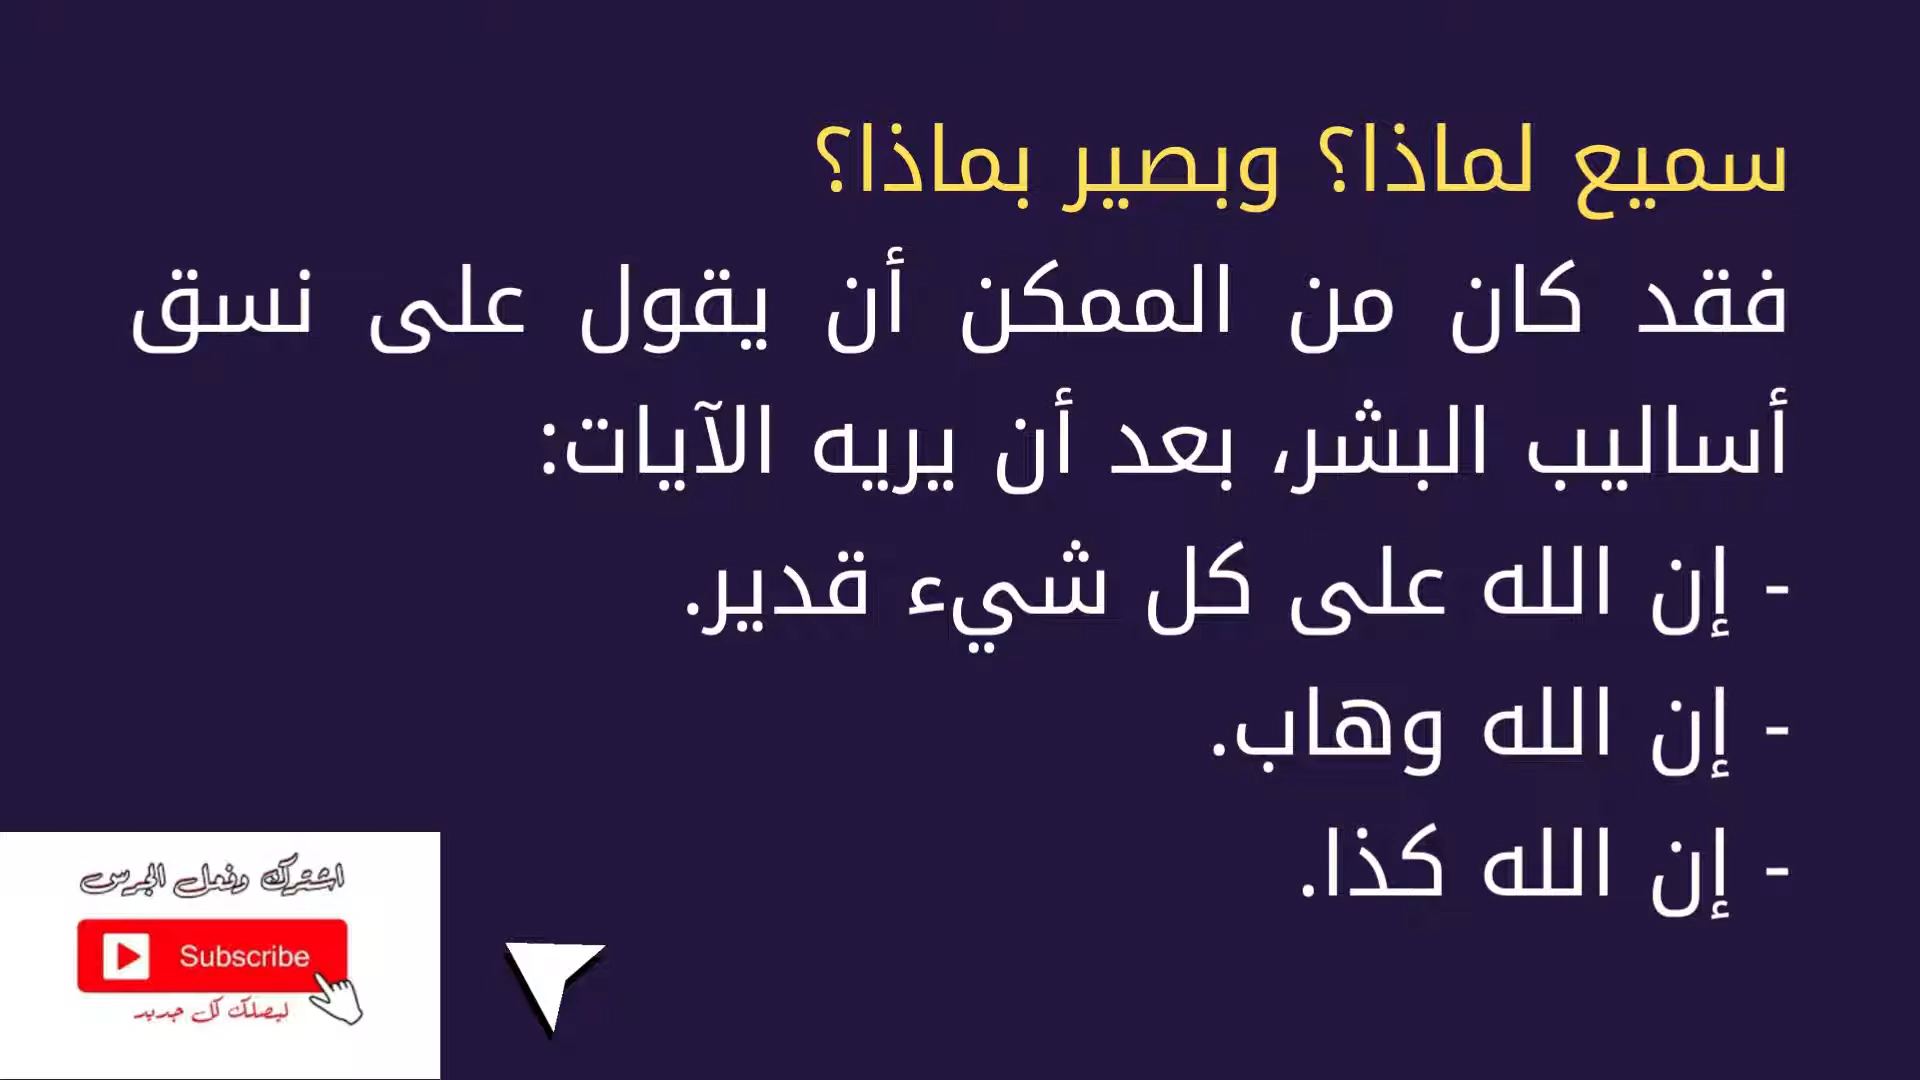 سميع لماذا؟ وبصير بماذا؟
فقد كان من الممكن أن يقول على نسق
أساليب البشر، بعد أن يريه الآيات:
- إن الله على كل شيء قدير.
- إن الله وهاب.
- إن الله كذا.
اشترك وفعل الجرس
Subscribe
ليصلك كل جديد